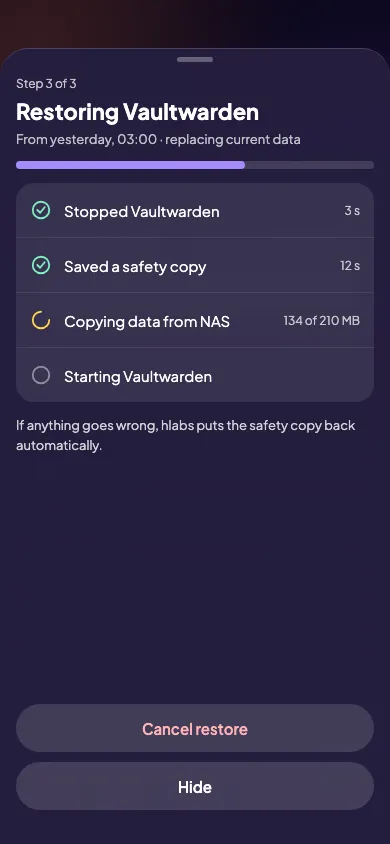 Step 3 of 3
Restoring Vaultwarden
From yesterday, 03:00 · replacing current data
Stopped Vaultwarden 3 s
Saved a safety copy 12 s
Copying data from NAS 134 of 210 MB
Starting Vaultwarden
If anything goes wrong, hlabs puts the safety copy back
automatically.
Cancel restore
Hide